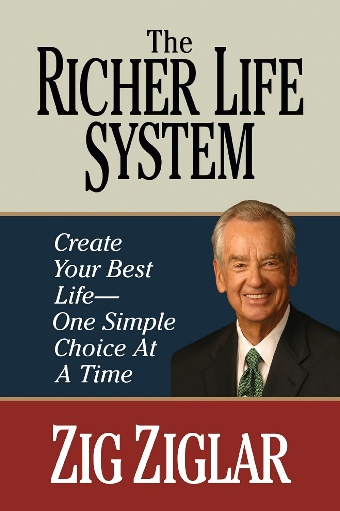 The
RICHER LIFE
SYSTEM
Create
Your Best
Life—
One Simple
Choice At
A Time
ZIG ZIGLAR